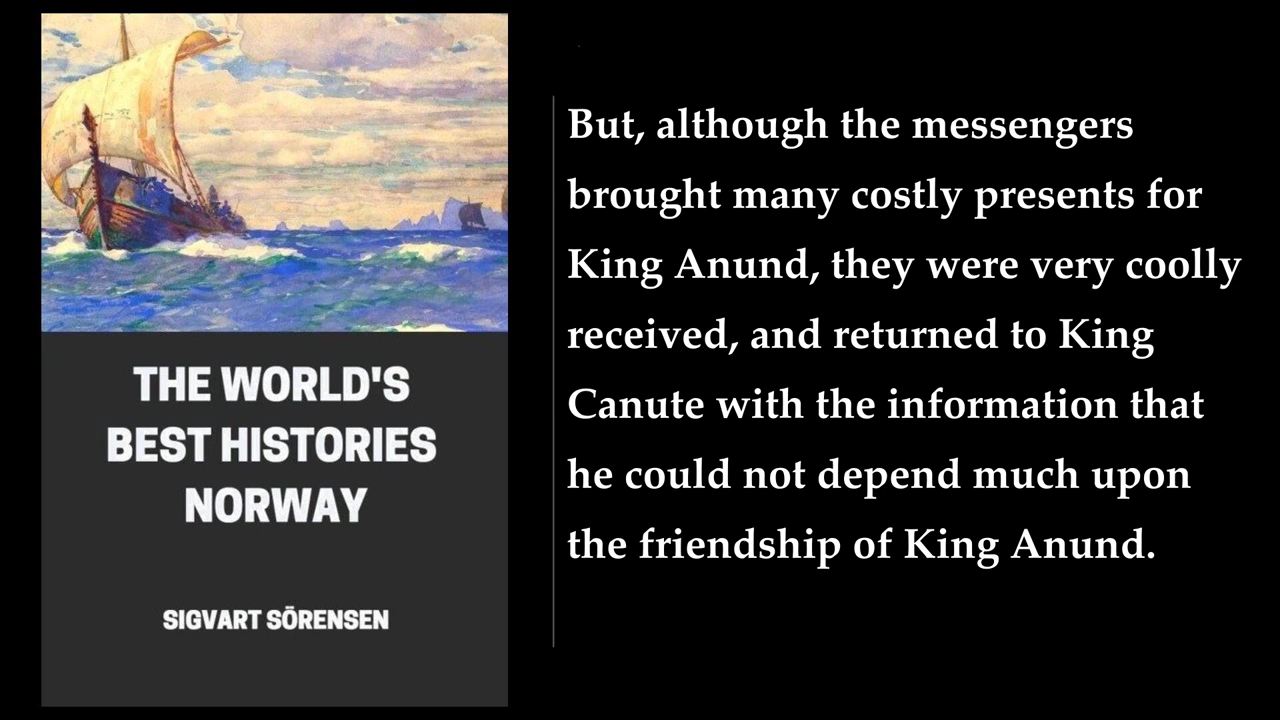 THE WORLD'S
BEST HISTORIES
NORWAY
SIGVART SÖRENSEN
But, although the messengers
brought many costly presents for
King Anund, they were very coolly
received, and returned to King
Canute with the information that
he could not depend much upon
the friendship of King Anund.